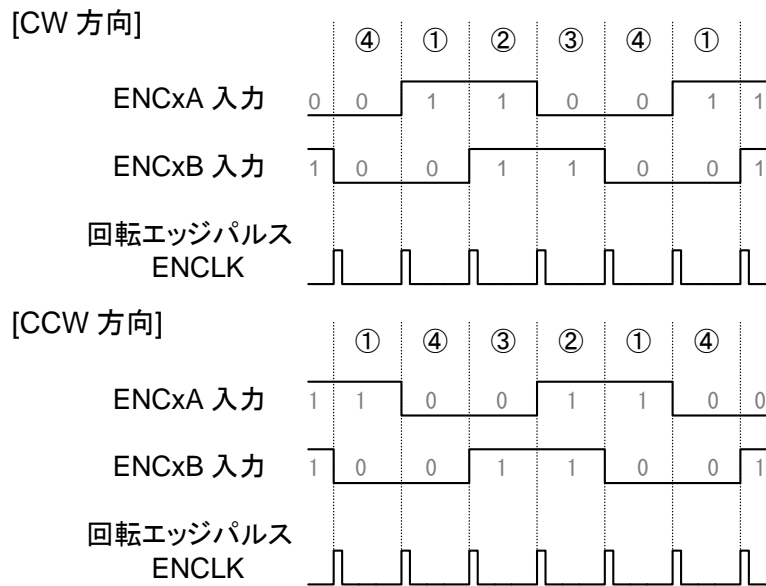 [CW 方向]
④ ① ② ③ ④ ①
ENCxA 入力 0 0 1 1 0 0 1 1
ENCxB 入力 1 0 0 1 1 0 0 1
回転エッジパルス
ENCLK
[CCW 方向]
① ④ ③ ② ① ④
ENCxA 入力 1 1 0 0 1 1 0 0
ENCxB 入力 1 0 0 1 1 0 0 1
回転エッジパルス
ENCLK